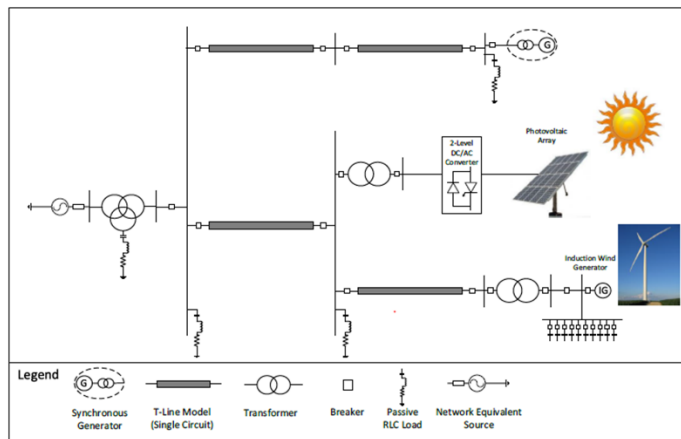 G
Photovoltaic
Array
2-Level
DC/AC
Converter
Induction Wind
Generator
IG
Legend
G
Synchronous
Generator
T-Line Model
(Single Circuit)
Transformer
Breaker
Passive
RLC Load
Network Equivalent
Source